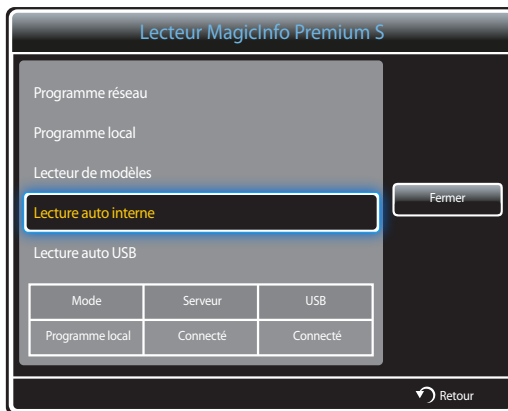 Lecteur MagicInfo Premium S
Programme réseau
Programme local
Lecteur de modèles
Lecture auto interne
Lecture auto USB
Fermer
Mode Serveur USB
Programme local Connecté Connecté
Retour